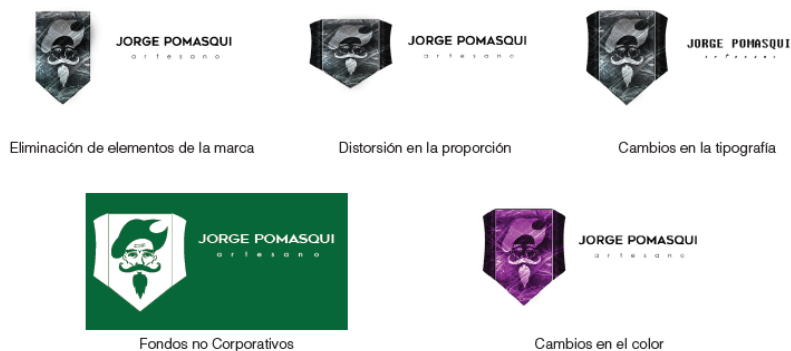 JORGE POMASQUI
artesano
JORGE POMASQUI
artesano
JORGE POMASQUI
artesano
Eliminación de elementos de la marca
Distorsión en la proporción
Cambios en la tipografía
JORGE POMASQUI
artesano
JORGE POMASQUI
artesano
Fondos no Corporativos
Cambios en el color